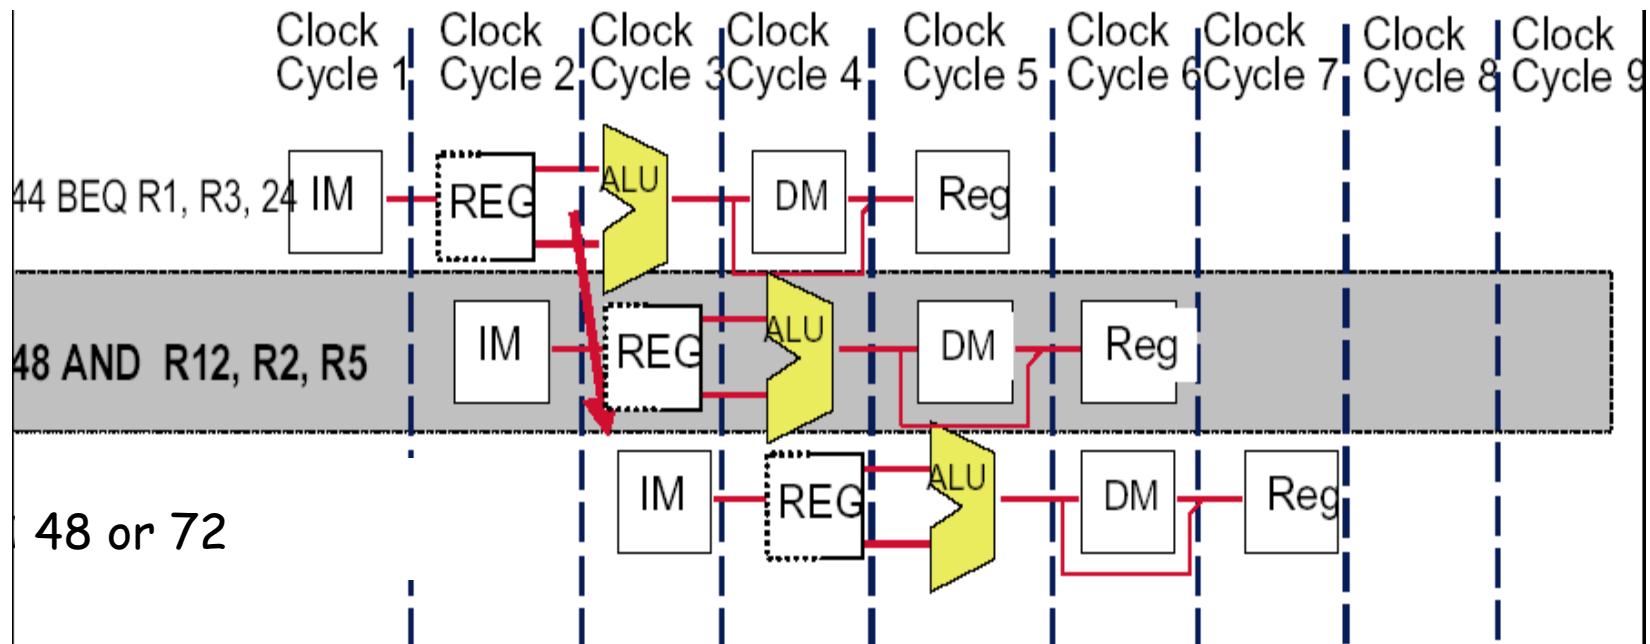 Clock Cycle 1
Clock Cycle 2
Clock Cycle 3
Clock Cycle 4
Clock Cycle 5
Clock Cycle 6
Clock Cycle 7
Clock Cycle 8
Clock Cycle 9
44 BEQ R1, R3, 24 IM REG ALU DM Reg
48 AND R12, R2, R5 IM REG ALU DM Reg
48 or 72 IM REG ALU DM Reg